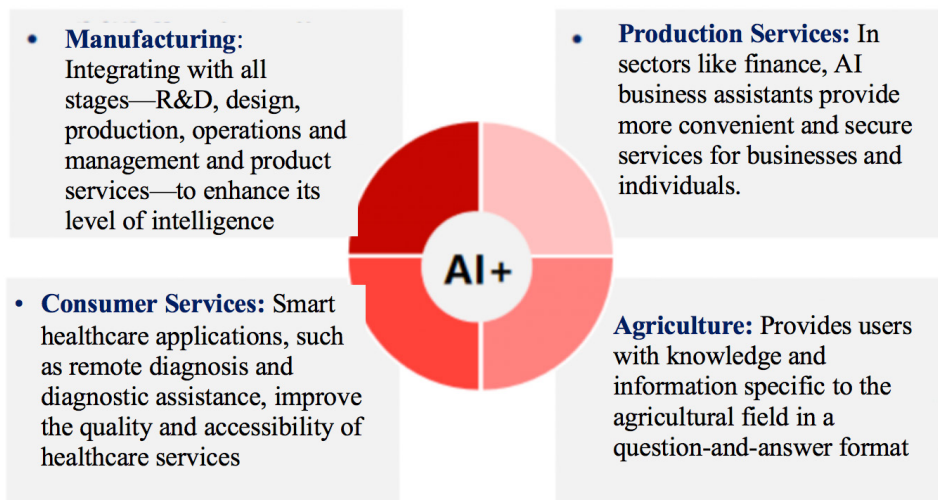 • Manufacturing:
Integrating with all
stages—R&D, design,
production, operations and
management and product
services—to enhance its
level of intelligence
• Production Services: In
sectors like finance, AI
business assistants provide
more convenient and secure
services for businesses and
individuals.
AI+
• Consumer Services: Smart
healthcare applications, such
as remote diagnosis and
diagnostic assistance, improve
the quality and accessibility of
healthcare services
Agriculture: Provides users
with knowledge and
information specific to the
agricultural field in a
question-and-answer format